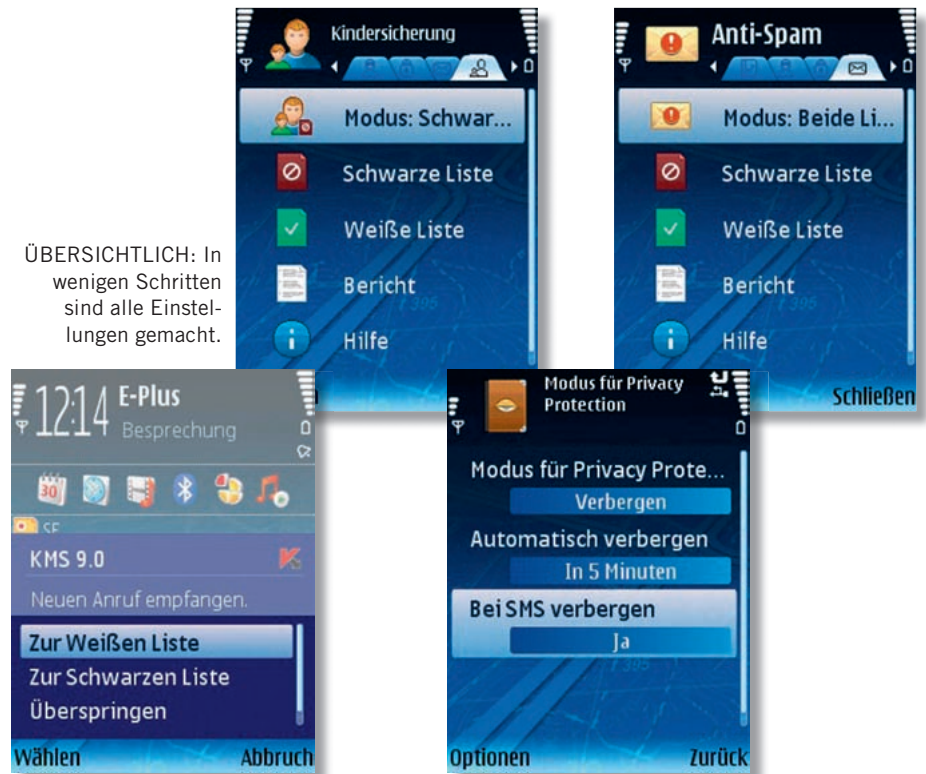 Kindersicherung
Modus: Schwar...
Schwarze Liste
Weiße Liste
Bericht
Hilfe
Anti-Spam
Modus: Beide Li...
Schwarze Liste
Weiße Liste
Bericht
Hilfe
Schließen
ÜBERSICHTLICH: In
wenigen Schritten
sind alle Einstel-
lungen gemacht.
12:14 E-Plus
Besprechung
30
KMS 9.0
Neuen Anruf empfangen.
Zur Weißen Liste
Zur Schwarzen Liste
Überspringen
Wählen Abbruch
Modus für Privacy
Protection
Modus für Privacy Prote...
Verbergen
Automatisch verbergen
In 5 Minuten
Bei SMS verbergen
Ja
Optionen Zurück